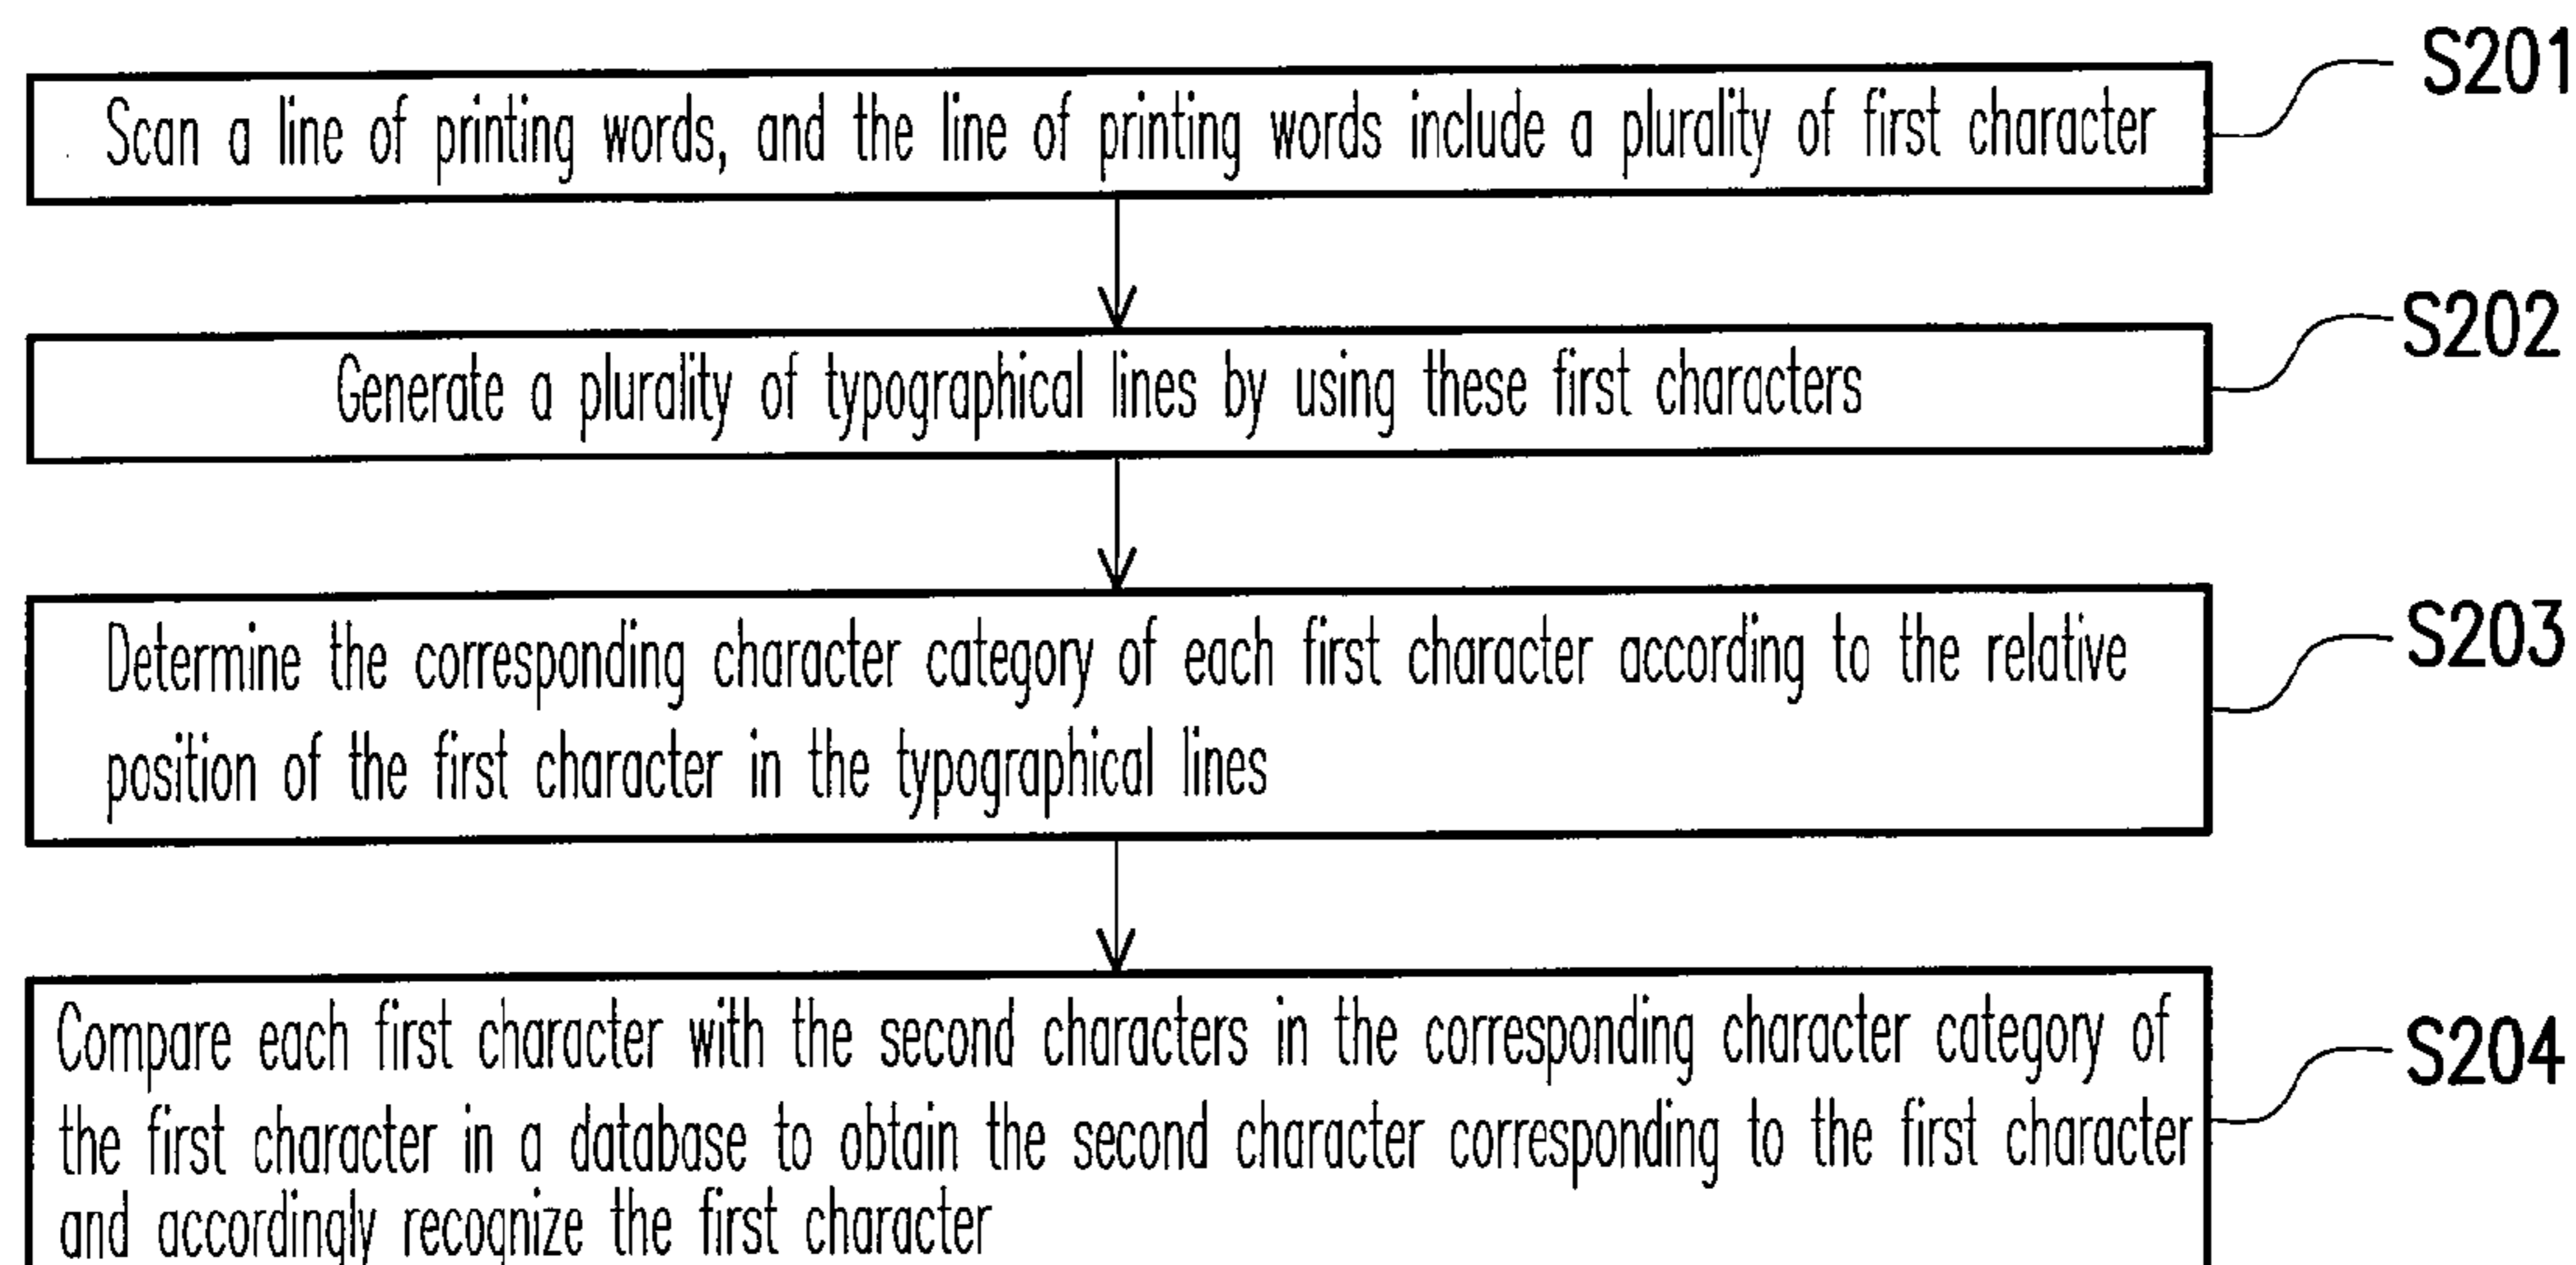 S201
Scan a line of printing words, and the line of printing words include a plurality of first character
S202
Generate a plurality of typographical lines by using these first characters
S203
Determine the corresponding character category of each first character according to the relative
position of the first character in the typographical lines
S204
Compare each first character with the second characters in the corresponding character category of
the first character in a database to obtain the second character corresponding to the first character
and accordingly recognize the first character